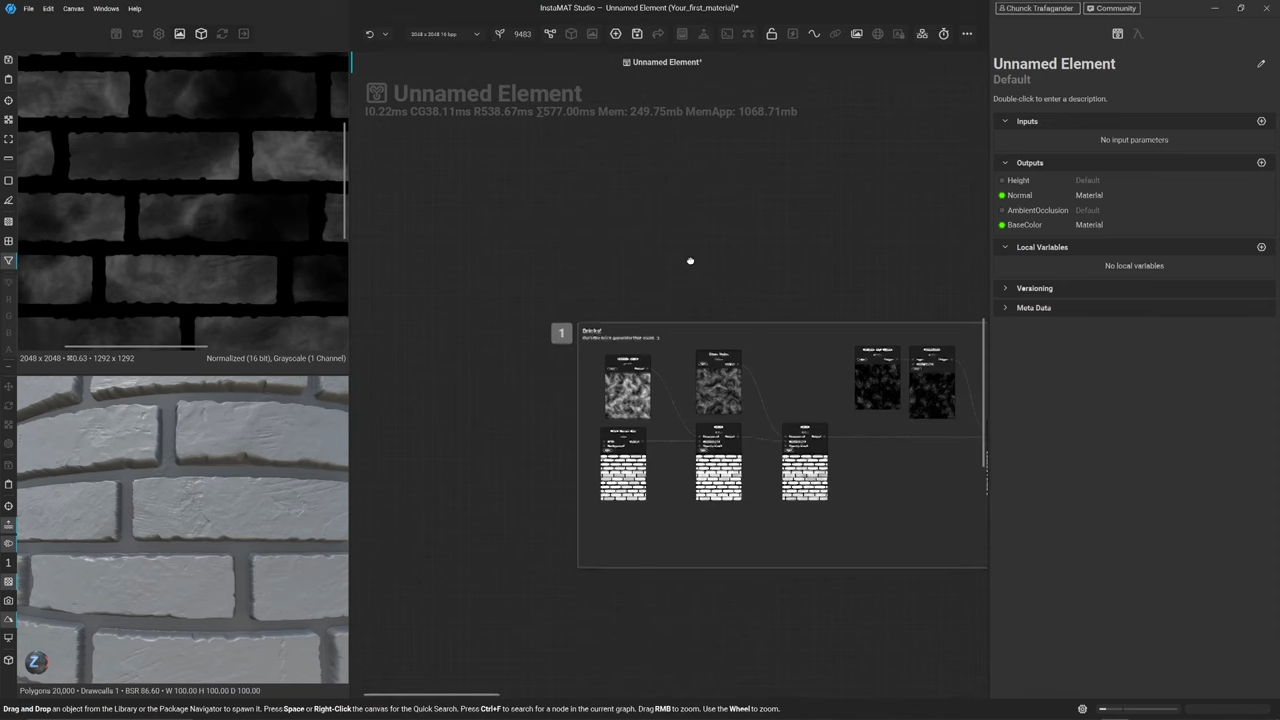 File Edit Canvas Windows Help
InstaMAT Studio – Unnamed Element (Your_first_material)*
Chunck Trafagander
Community
2048 x 2048 16 bpp
9483
Unnamed Element*
Unnamed Element
I0.22ms CG38.11ms R538.67ms ∑577.00ms Mem: 249.75mb MemApp: 1068.71mb
1
Bricks!
R
G
B
A
2048 x 2048 • ⌘0.63 • 1292 x 1292
Normalized (16 bit), Grayscale (1 Channel)
1
Z
Polygons 20,000 • Drawcalls 1 • BSR 86.60 • W 100.00 H 100.00 D 100.00
Unnamed Element
Default
Double-click to enter a description.
Inputs
No input parameters
Outputs
Height Default
Normal Material
AmbientOcclusion Default
BaseColor Material
Local Variables
No local variables
Versioning
Meta Data
Drag and Drop an object from the Library or the Package Navigator to spawn it. Press Space or Right-Click the canvas for the Quick Search. Press Ctrl+F to search for a node in the current graph. Drag RMB to zoom. Use the Wheel to zoom.